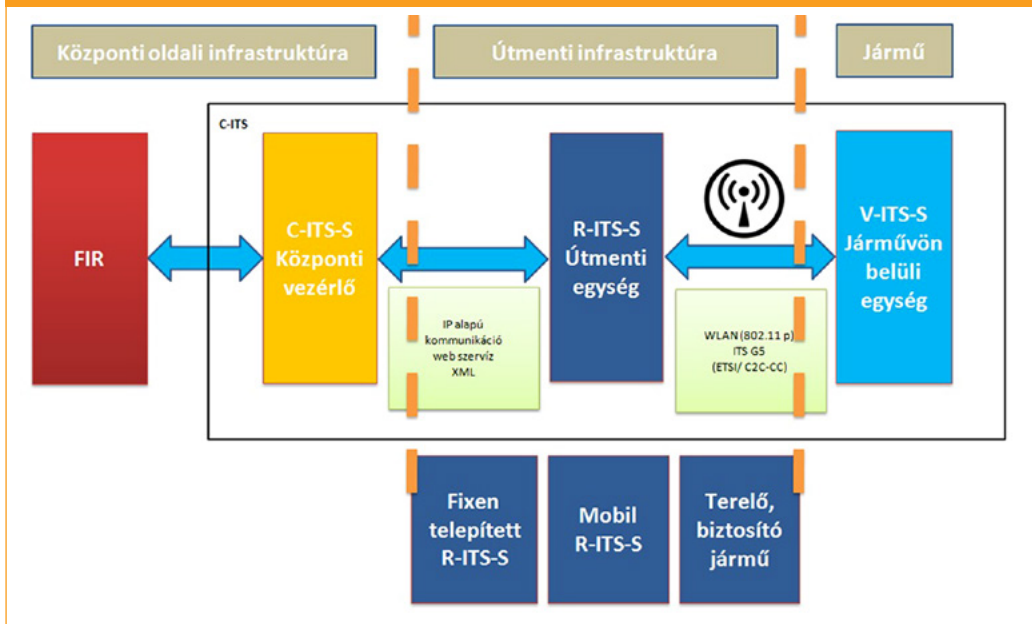 Központi oldali infrastruktúra
Útmenti infrastruktúra
Jármű
C-ITS
FIR
C-ITS-S
Központi
vezérlő
R-ITS-S
Útmenti
egység
V-ITS-S
Járművön
belüli
egység
IP alapú
kommunikáció
web szervíz
XML
WLAN (802.11 p)
ITS G5
(ETSI/ C2C-CC)
Fixen
telepített
R-ITS-S
Mobil
R-ITS-S
Terelő,
biztosító
jármű